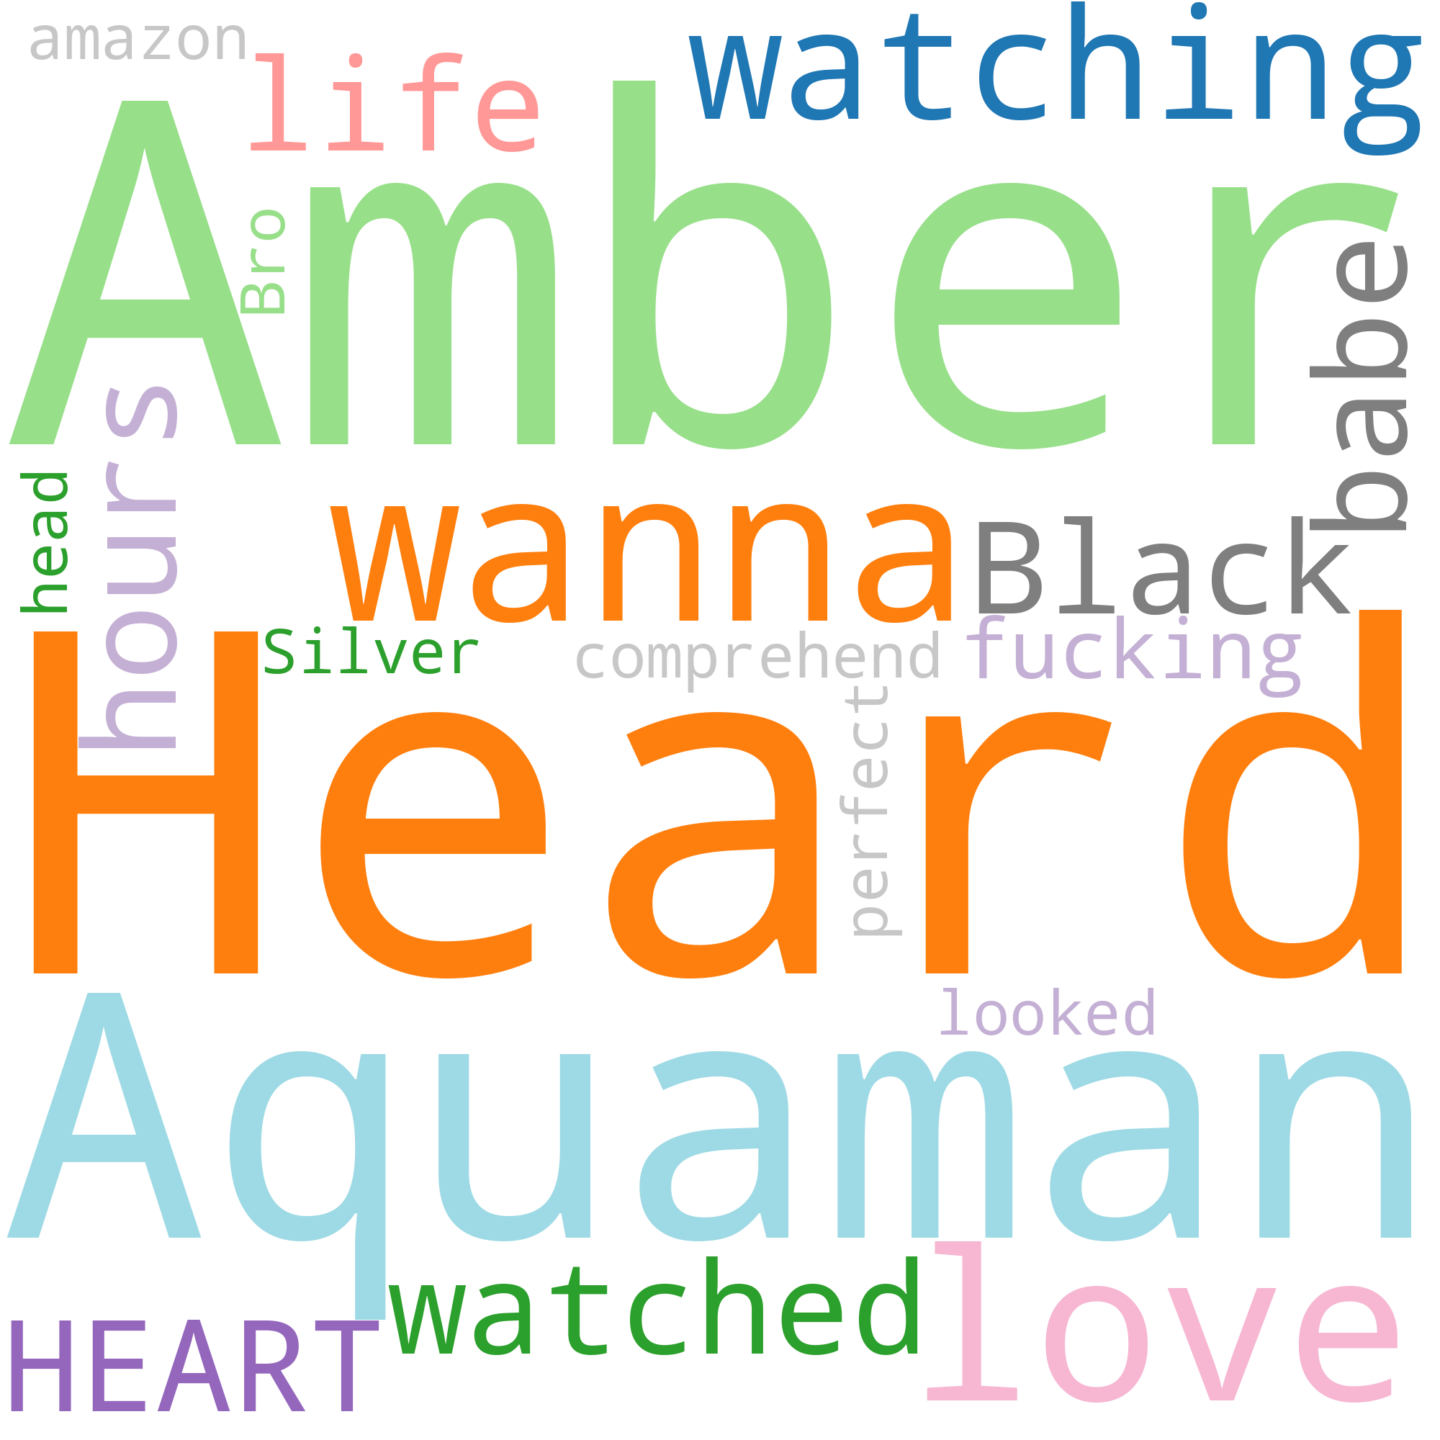 amazon
life
watching
Amber
Bro
babe
hours
head
wanna
Black
Silver
comprehend
fucking
Heard
perfect
looked
Aquaman
watched
love
HEART